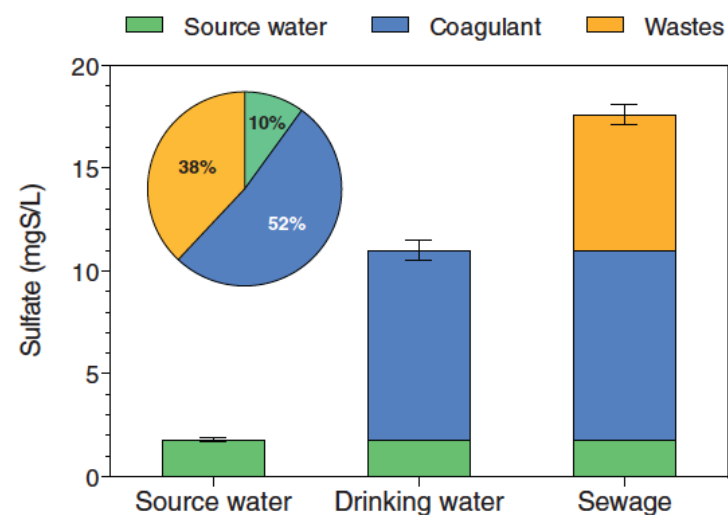 Source water Coagulant Wastes
20
15
10
5
0
Sulfate (mgS/L)
10%
38%
52%
Source water Drinking water Sewage